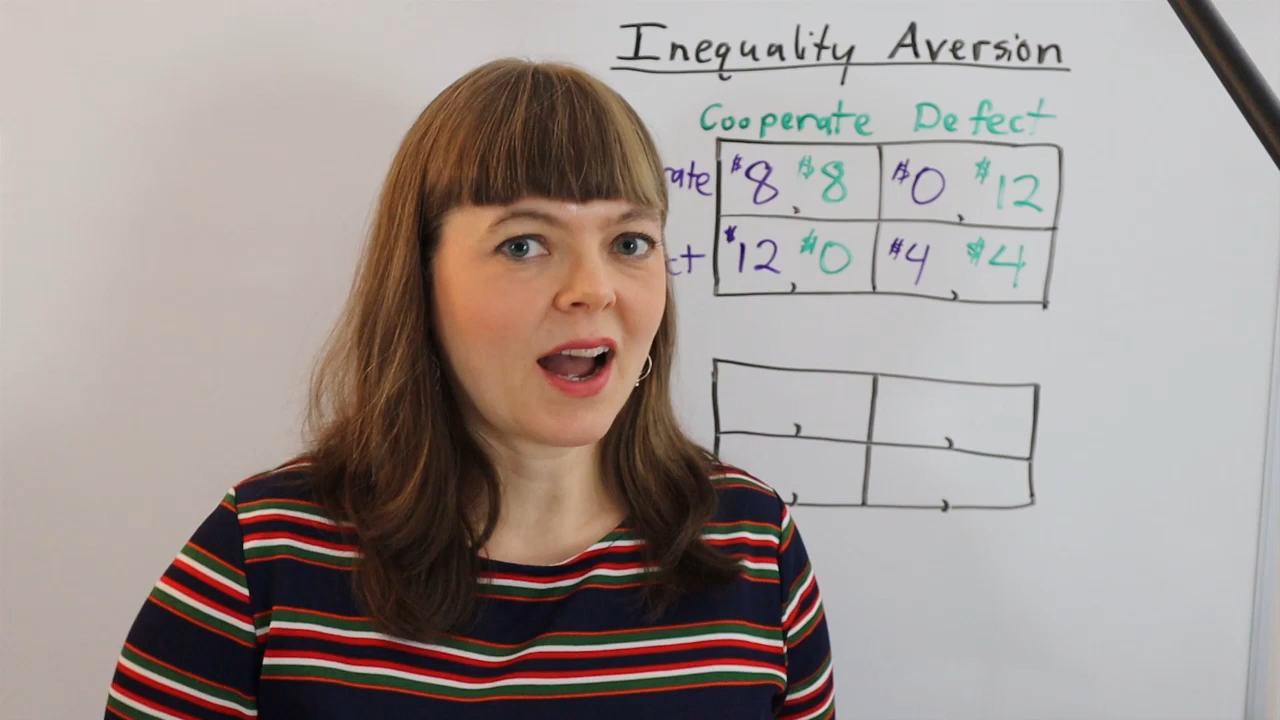 Inequality Aversion
Cooperate Defect
rate $8, $8 $0, $12
ct $12, $0 $4, $4
, ,
, ,